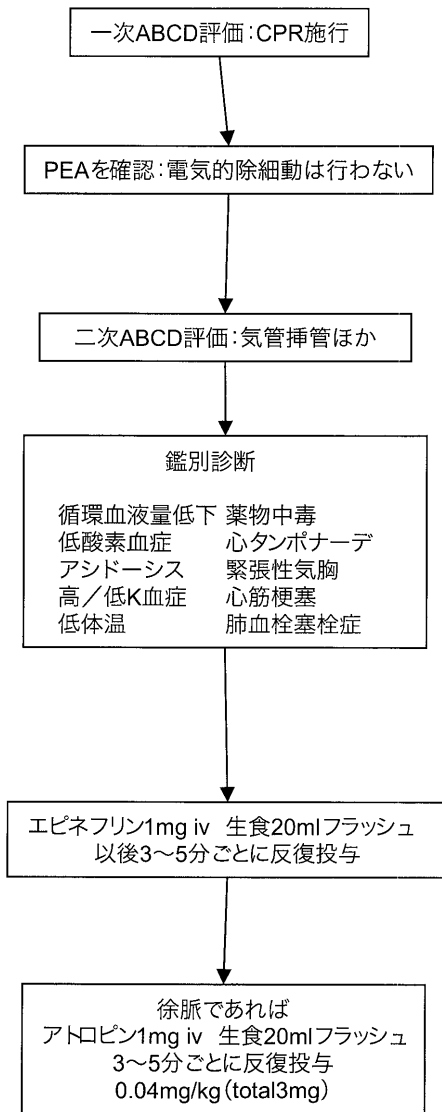 一次ABCD評価:CPR施行
PEAを確認:電気的除細動は行わない
二次ABCD評価:気管挿管ほか
鑑別診断
循環血液量低下 薬物中毒
低酸素血症 心タンポナーデ
アシドーシス 緊張性気胸
高/低K血症 心筋梗塞
低体温 肺血栓塞栓症
エピネフリン1mg iv 生食20mlフラッシュ
以後3〜5分ごとに反復投与
徐脈であれば
アトロピン1mg iv 生食20mlフラッシュ
3〜5分ごとに反復投与
0.04mg/kg(total3mg)